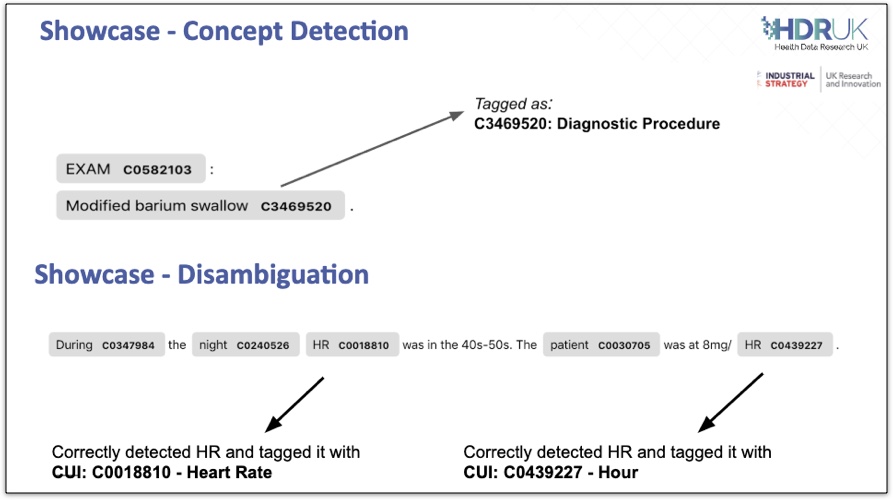 Showcase - Concept Detection
HDRUK
Health Data Research UK
INDUSTRIAL STRATEGY
UK Research and Innovation
Tagged as:
C3469520: Diagnostic Procedure
EXAM C0582103 :
Modified barium swallow C3469520 .
Showcase - Disambiguation
During C0347984 the night C0240526 HR C0018810 was in the 40s-50s. The patient C0030705 was at 8mg/ HR C0439227 .
Correctly detected HR and tagged it with
CUI: C0018810 - Heart Rate
Correctly detected HR and tagged it with
CUI: C0439227 - Hour